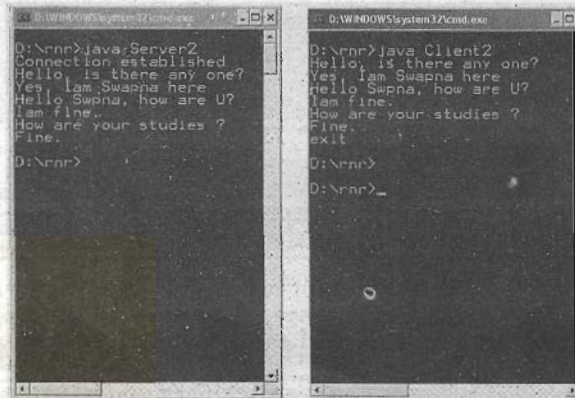 D:\WINDOWS\system32\cmd.exe
D:\rnr>java Server2
Connection established
Hello, is there any one?
Yes, Iam Swapna here
Hello Swpna, how are U?
Iam fine.
How are your studies ?
Fine.
D:\rnr>
D:\WINDOWS\system32\cmd.exe
D:\rnr>java Client2
Hello, is there any one?
Yes, Iam Swapna here
Hello Swpna, how are U?
Iam fine.
How are your studies ?
Fine.
exit
D:\rnr>
D:\rnr>_